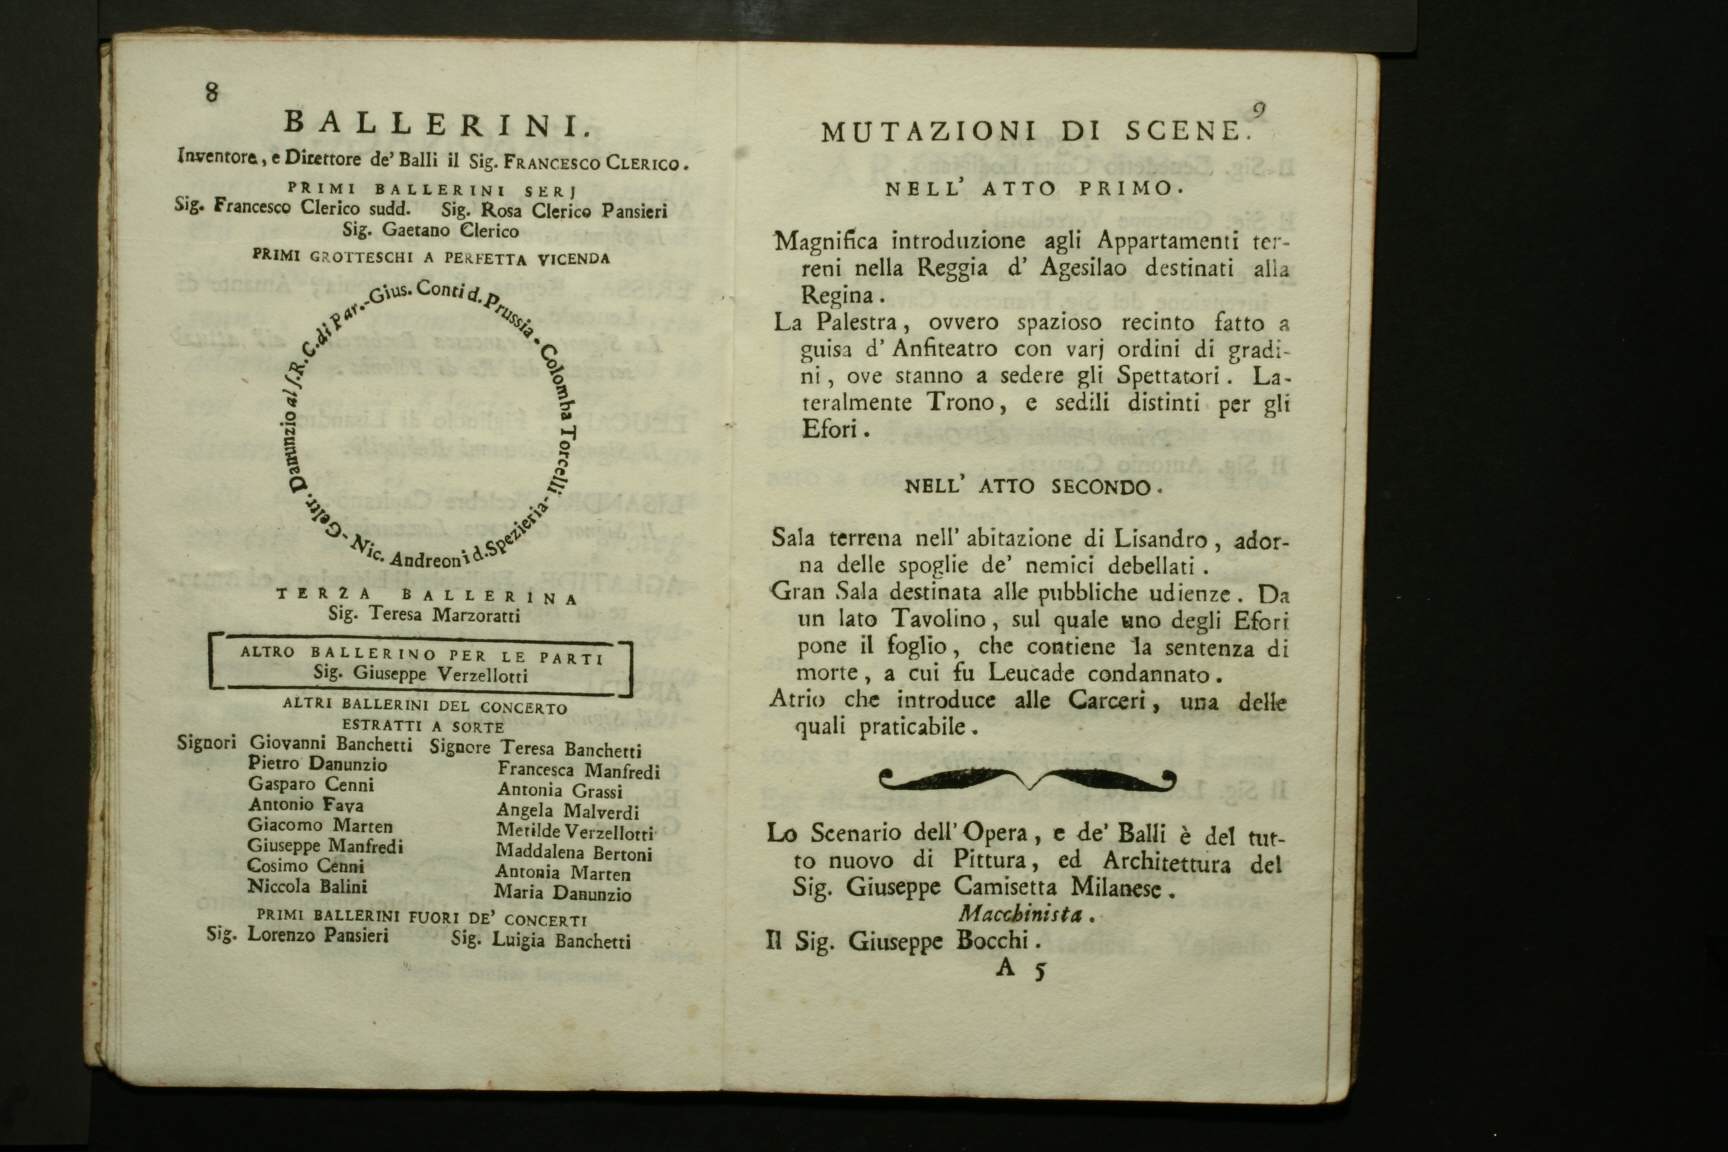 8
BALLERINI.
Inventore, e Direttore de' Balli il Sig. FRANCESCO CLERICO.
PRIMI BALLERINI SERJ
Sig. Francesco Clerico sudd. Sig. Rosa Clerico Pansieri
Sig. Gaetano Clerico
PRIMI GROTTESCHI A PERFETTA VICENDA
Gius. Conti d. Prussia - Colomba Torcelli - Nic. Andreoni d. Spezieria - Geltr. Danunzio al ſ. R. C. di Par. -
TERZA BALLERINA
Sig. Teresa Marzoratti
ALTRO BALLERINO PER LE PARTI
Sig. Giuseppe Verzellotti
ALTRI BALLERINI DEL CONCERTO
ESTRATTI A SORTE
Signori Giovanni Banchetti Signore Teresa Banchetti
Pietro Danunzio Francesca Manfredi
Gasparo Cenni Antonia Grassi
Antonio Fava Angela Malverdi
Giacomo Marten Metilde Verzellotti
Giuseppe Manfredi Maddalena Bertoni
Cosimo Cenni Antonia Marten
Niccola Balini Maria Danunzio
PRIMI BALLERINI FUORI DE' CONCERTI
Sig. Lorenzo Pansieri Sig. Luigia Banchetti
9
MUTAZIONI DI SCENE.
NELL' ATTO PRIMO.
Magnifica introduzione agli Appartamenti ter-
reni nella Reggia d' Agesilao destinati alla
Regina.
La Palestra, ovvero spazioso recinto fatto a
guisa d' Anfiteatro con varj ordini di gradi-
ni, ove stanno a sedere gli Spettatori. La-
teralmente Trono, e sedili distinti per gli
Efori.
NELL' ATTO SECONDO.
Sala terrena nell' abitazione di Lisandro, ador-
na delle spoglie de' nemici debellati.
Gran Sala destinata alle pubbliche udienze. Da
un lato Tavolino, sul quale uno degli Efori
pone il foglio, che contiene la sentenza di
morte, a cui fu Leucade condannato.
Atrio che introduce alle Carceri, una delle
quali praticabile.
Lo Scenario dell' Opera, e de' Balli è del tut-
to nuovo di Pittura, ed Architettura del
Sig. Giuseppe Camisetta Milanese.
Macchinista.
Il Sig. Giuseppe Bocchi.
A 5